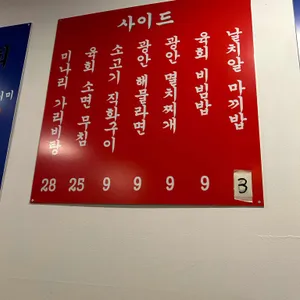 사이드
날치알 마끼밥 3
육회 비빔밥 9
광안 멸치찌개 9
광안 해물라면 9
소고기 직화구이 9
육회 소면 무침 25
미나리 가리비탕 28